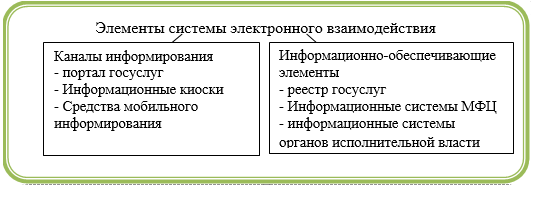 Элементы системы электронного взаимодействия
Каналы информирования
- портал госуслуг
- Информационные киоски
- Средства мобильного
информирования
Информационно-обеспечивающие
элементы
- реестр госуслуг
- Информационные системы МФЦ
- информационные системы
органов исполнительной власти